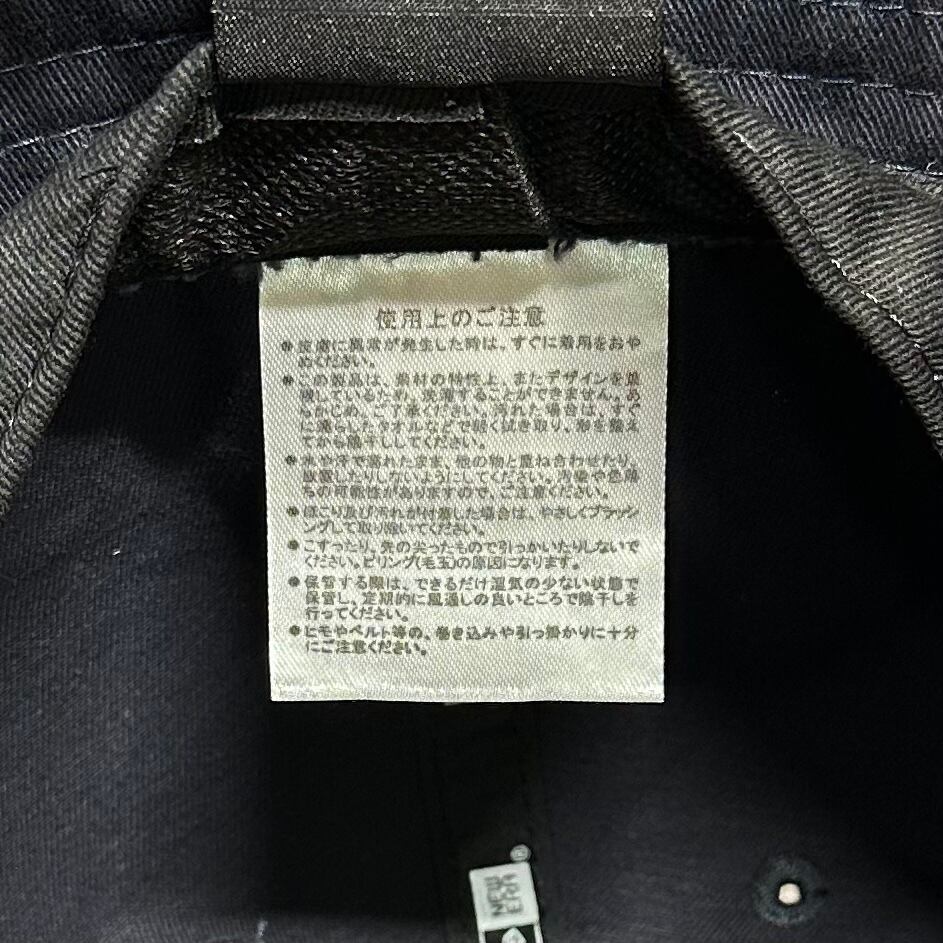 使用上のご注意
●皮膚に異常が発生した時は、すぐに着用をおや
めください。
●この製品は、素材の特性上、またデザインを重
視しているため、洗濯することができません。あ
らかじめ、ご了承ください。汚れた場合は、すぐ
に濡らしたタオルなどで軽く拭き取り、形を整え
てから陰干ししてください。
●水や汗で濡れたまま、他の物と重ね合わせたり、
放置したりしないようにしてください。汚染や色落
ちの可能性がありますので、ご注意ください。
●ほこり及び汚れが付着した場合は、やさしくブラッシ
ングして取り除いてください。
●こすったり、先の尖ったもので引っかいたりしないで
ください。ピリング(毛玉)の原因になります。
●保管する際は、できるだけ湿気の少ない状態で
保管し、定期的に風通しの良いところで陰干しを
行ってください。
●ヒモやベルト等の、巻き込みや引っ掛かりに十分
にご注意ください。
NEW
ERA
®